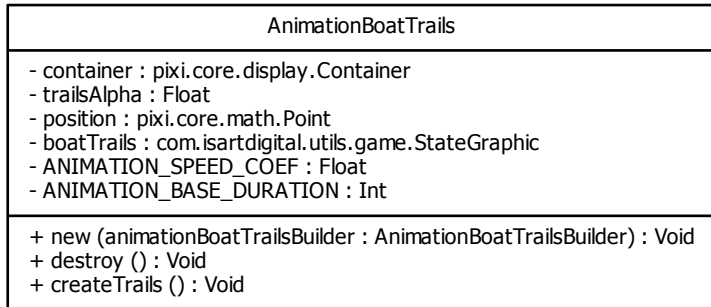 AnimationBoatTrails
- container : pixi.core.display.Container
- trailsAlpha : Float
- position : pixi.core.math.Point
- boatTrails : com.isartdigital.utils.game.StateGraphic
- ANIMATION_SPEED_COEF : Float
- ANIMATION_BASE_DURATION : Int
+ new (animationBoatTrailsBuilder : AnimationBoatTrailsBuilder) : Void
+ destroy () : Void
+ createTrails () : Void